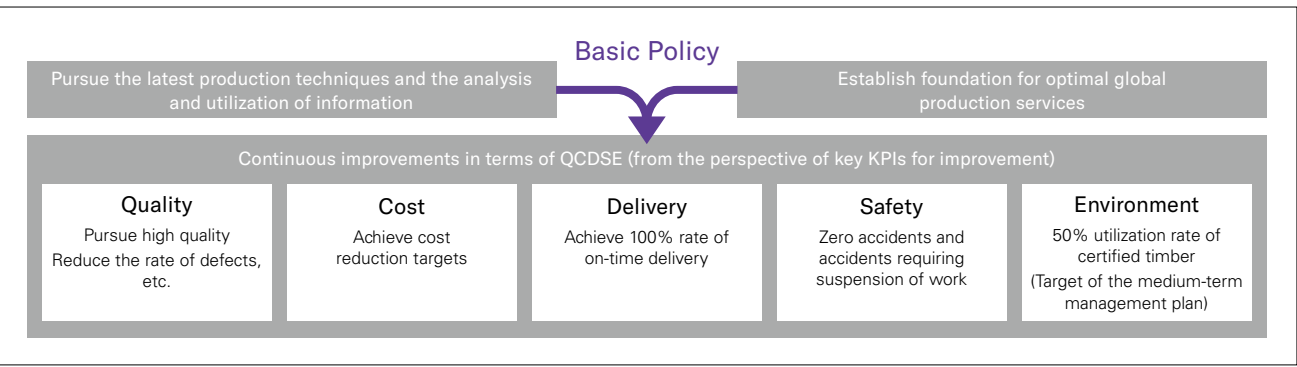 Basic Policy
Pursue the latest production techniques and the analysis
and utilization of information
Establish foundation for optimal global
production services
Continuous improvements in terms of QCDSE (from the perspective of key KPIs for improvement)
Quality
Pursue high quality
Reduce the rate of defects,
etc.
Cost
Achieve cost
reduction targets
Delivery
Achieve 100% rate of
on-time delivery
Safety
Zero accidents and
accidents requiring
suspension of work
Environment
50% utilization rate of
certified timber
(Target of the medium-term
management plan)